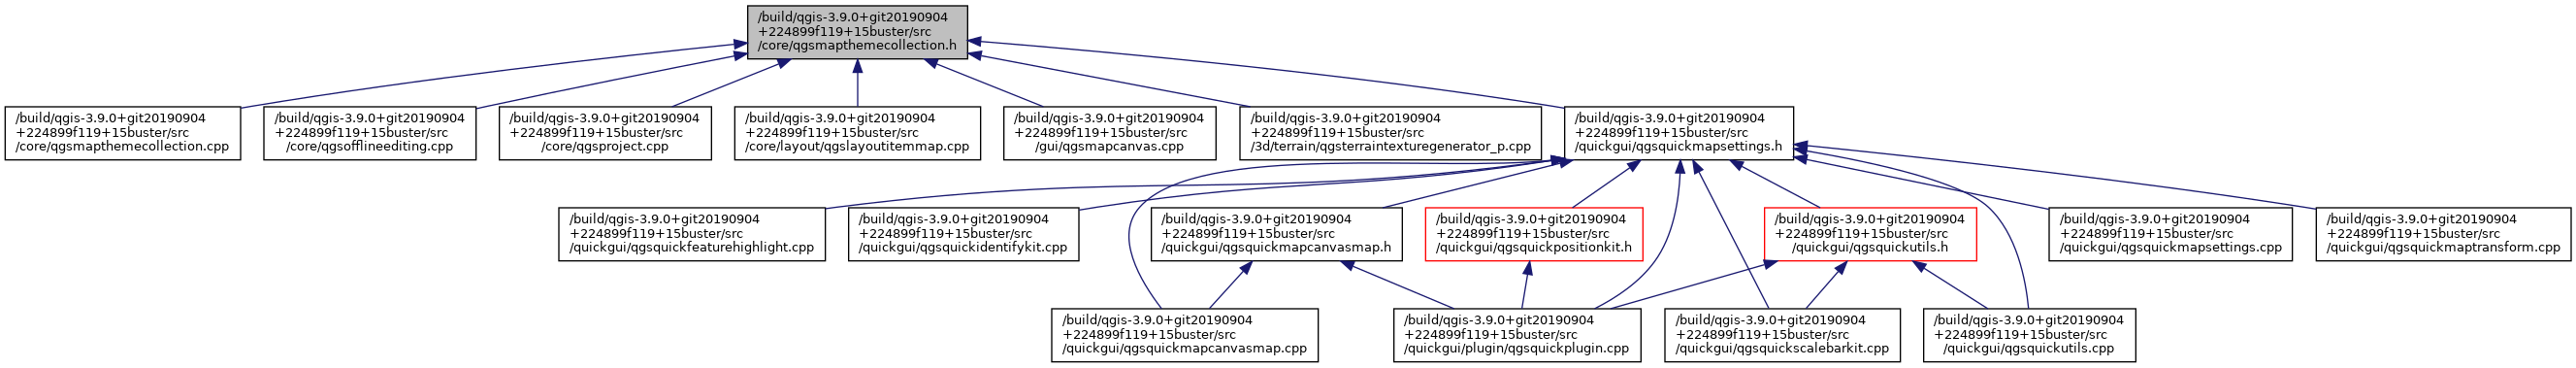 /build/qgis-3.9.0+git20190904
+224899f119+15buster/src
/core/qgsmapthemecollection.h
/build/qgis-3.9.0+git20190904
+224899f119+15buster/src
/core/qgsmapthemecollection.cpp
/build/qgis-3.9.0+git20190904
+224899f119+15buster/src
/core/qgsofflineediting.cpp
/build/qgis-3.9.0+git20190904
+224899f119+15buster/src
/core/qgsproject.cpp
/build/qgis-3.9.0+git20190904
+224899f119+15buster/src
/core/layout/qgslayoutitemmap.cpp
/build/qgis-3.9.0+git20190904
+224899f119+15buster/src
/gui/qgsmapcanvas.cpp
/build/qgis-3.9.0+git20190904
+224899f119+15buster/src
/3d/terrain/qgsterraintexturegenerator_p.cpp
/build/qgis-3.9.0+git20190904
+224899f119+15buster/src
/quickgui/qgsquickmapsettings.h
/build/qgis-3.9.0+git20190904
+224899f119+15buster/src
/quickgui/qgsquickfeaturehighlight.cpp
/build/qgis-3.9.0+git20190904
+224899f119+15buster/src
/quickgui/qgsquickidentifykit.cpp
/build/qgis-3.9.0+git20190904
+224899f119+15buster/src
/quickgui/qgsquickmapcanvasmap.h
/build/qgis-3.9.0+git20190904
+224899f119+15buster/src
/quickgui/qgsquickpositionkit.h
/build/qgis-3.9.0+git20190904
+224899f119+15buster/src
/quickgui/qgsquickutils.h
/build/qgis-3.9.0+git20190904
+224899f119+15buster/src
/quickgui/qgsquickmapsettings.cpp
/build/qgis-3.9.0+git20190904
+224899f119+15buster/src
/quickgui/qgsquickmaptransform.cpp
/build/qgis-3.9.0+git20190904
+224899f119+15buster/src
/quickgui/qgsquickmapcanvasmap.cpp
/build/qgis-3.9.0+git20190904
+224899f119+15buster/src
/quickgui/plugin/qgsquickplugin.cpp
/build/qgis-3.9.0+git20190904
+224899f119+15buster/src
/quickgui/qgsquickscalebarkit.cpp
/build/qgis-3.9.0+git20190904
+224899f119+15buster/src
/quickgui/qgsquickutils.cpp